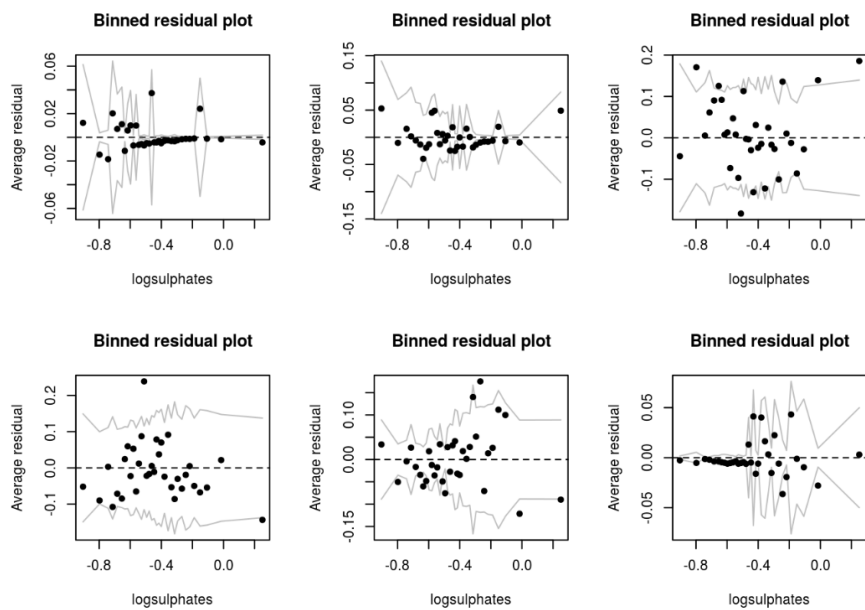 Binned residual plot
Average residual
0.06
0.02
-0.02
-0.06
-0.8 -0.4 0.0
logsulphates
Binned residual plot
Average residual
0.15
0.05
-0.05
-0.15
-0.8 -0.4 0.0
logsulphates
Binned residual plot
Average residual
0.2
0.1
0.0
-0.1
-0.8 -0.4 0.0
logsulphates
Binned residual plot
Average residual
0.2
0.1
0.0
-0.1
-0.8 -0.4 0.0
logsulphates
Binned residual plot
Average residual
0.10
0.00
-0.15
-0.8 -0.4 0.0
logsulphates
Binned residual plot
Average residual
0.05
0.00
-0.05
-0.8 -0.4 0.0
logsulphates